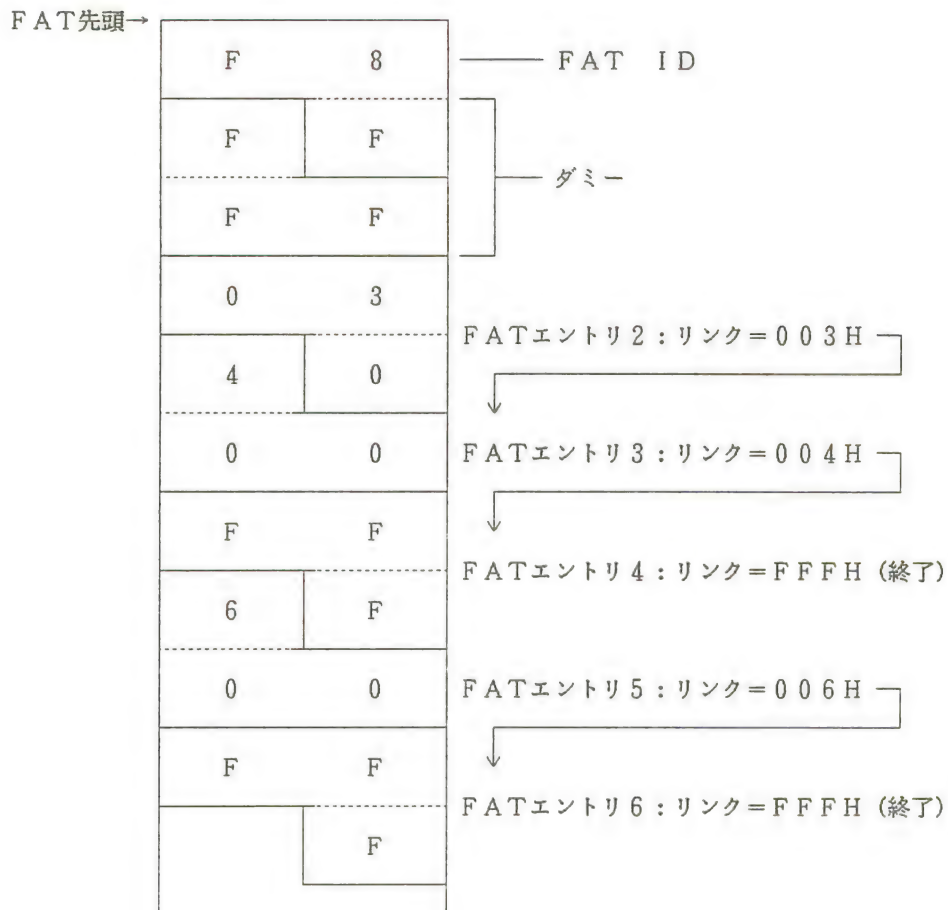 FAT先頭→
F 8 FAT ID
F F
ダミー
F F
0 3
FATエントリ2:リンク=003H
4 0
0 0 FATエントリ3:リンク=004H
F F
FATエントリ4:リンク=FFFH(終了)
6 F
0 0 FATエントリ5:リンク=006H
F F
FATエントリ6:リンク=FFFH(終了)
F